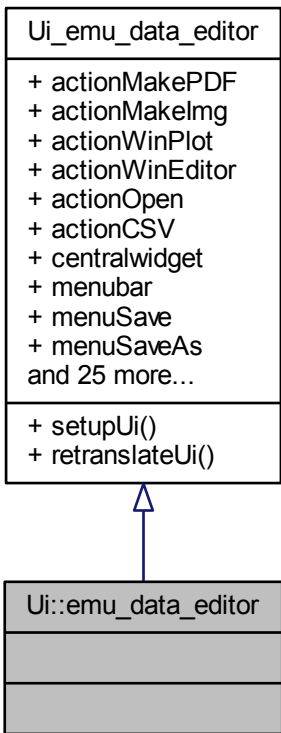 Ui_emu_data_editor
+ actionMakePDF
+ actionMakeImg
+ actionWinPlot
+ actionWinEditor
+ actionOpen
+ actionCSV
+ centralwidget
+ menubar
+ menuSave
+ menuSaveAs
and 25 more...
+ setupUi()
+ retranslateUi()
Ui::emu_data_editor